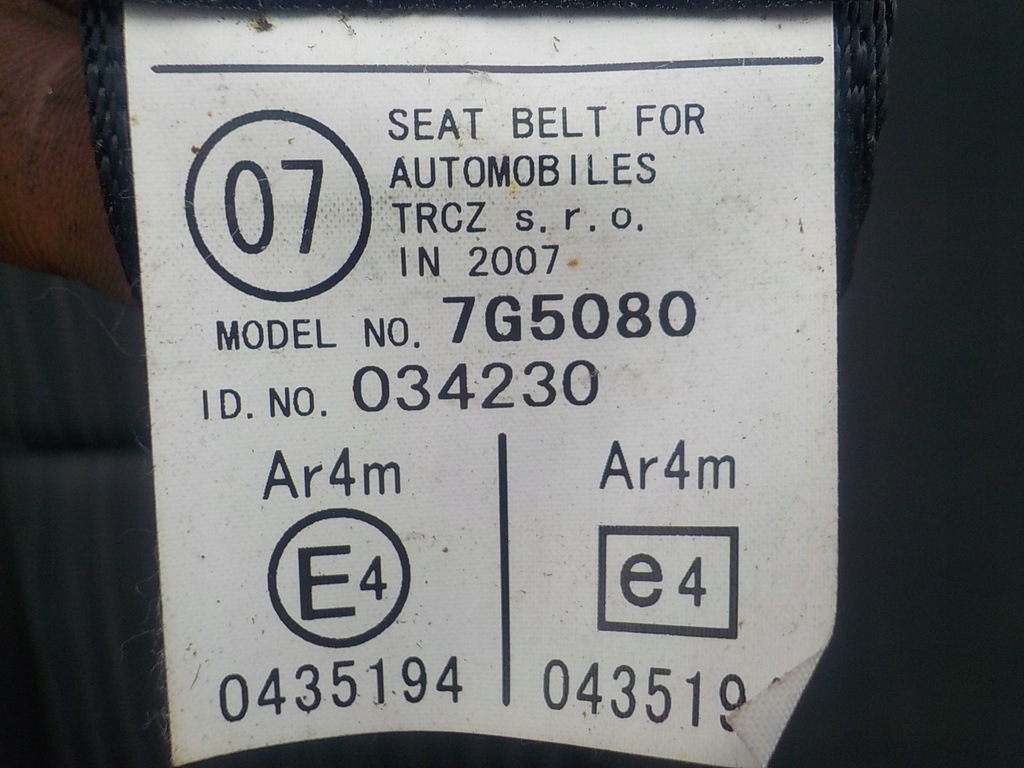 07
SEAT BELT FOR
AUTOMOBILES
TRCZ s.r.o.
IN 2007
MODEL NO. 7G5080
ID.NO. 034230
Ar4m
E4
0435194
Ar4m
e4
043519